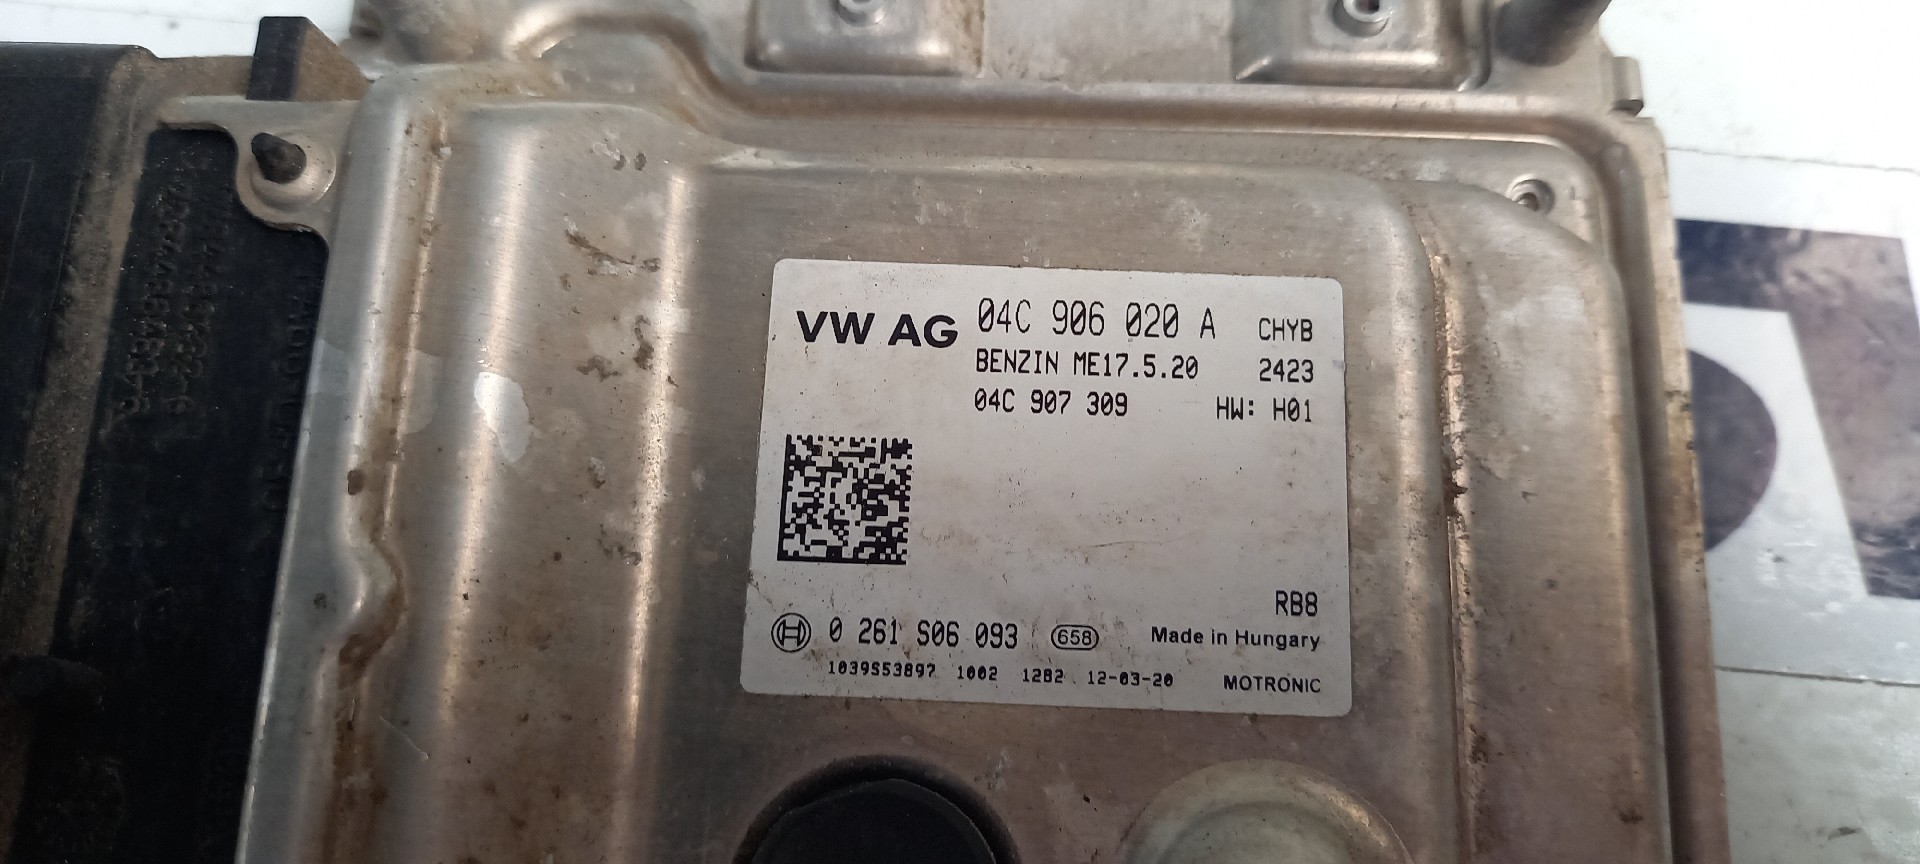 VW AG 04C 906 020 A CHYB
BENZIN ME17.5.20 2423
04C 907 309 HW: H01
RB8
0 261 S06 093 658 Made in Hungary
1039S53897 1002 1282 12-03-20 MOTRONIC